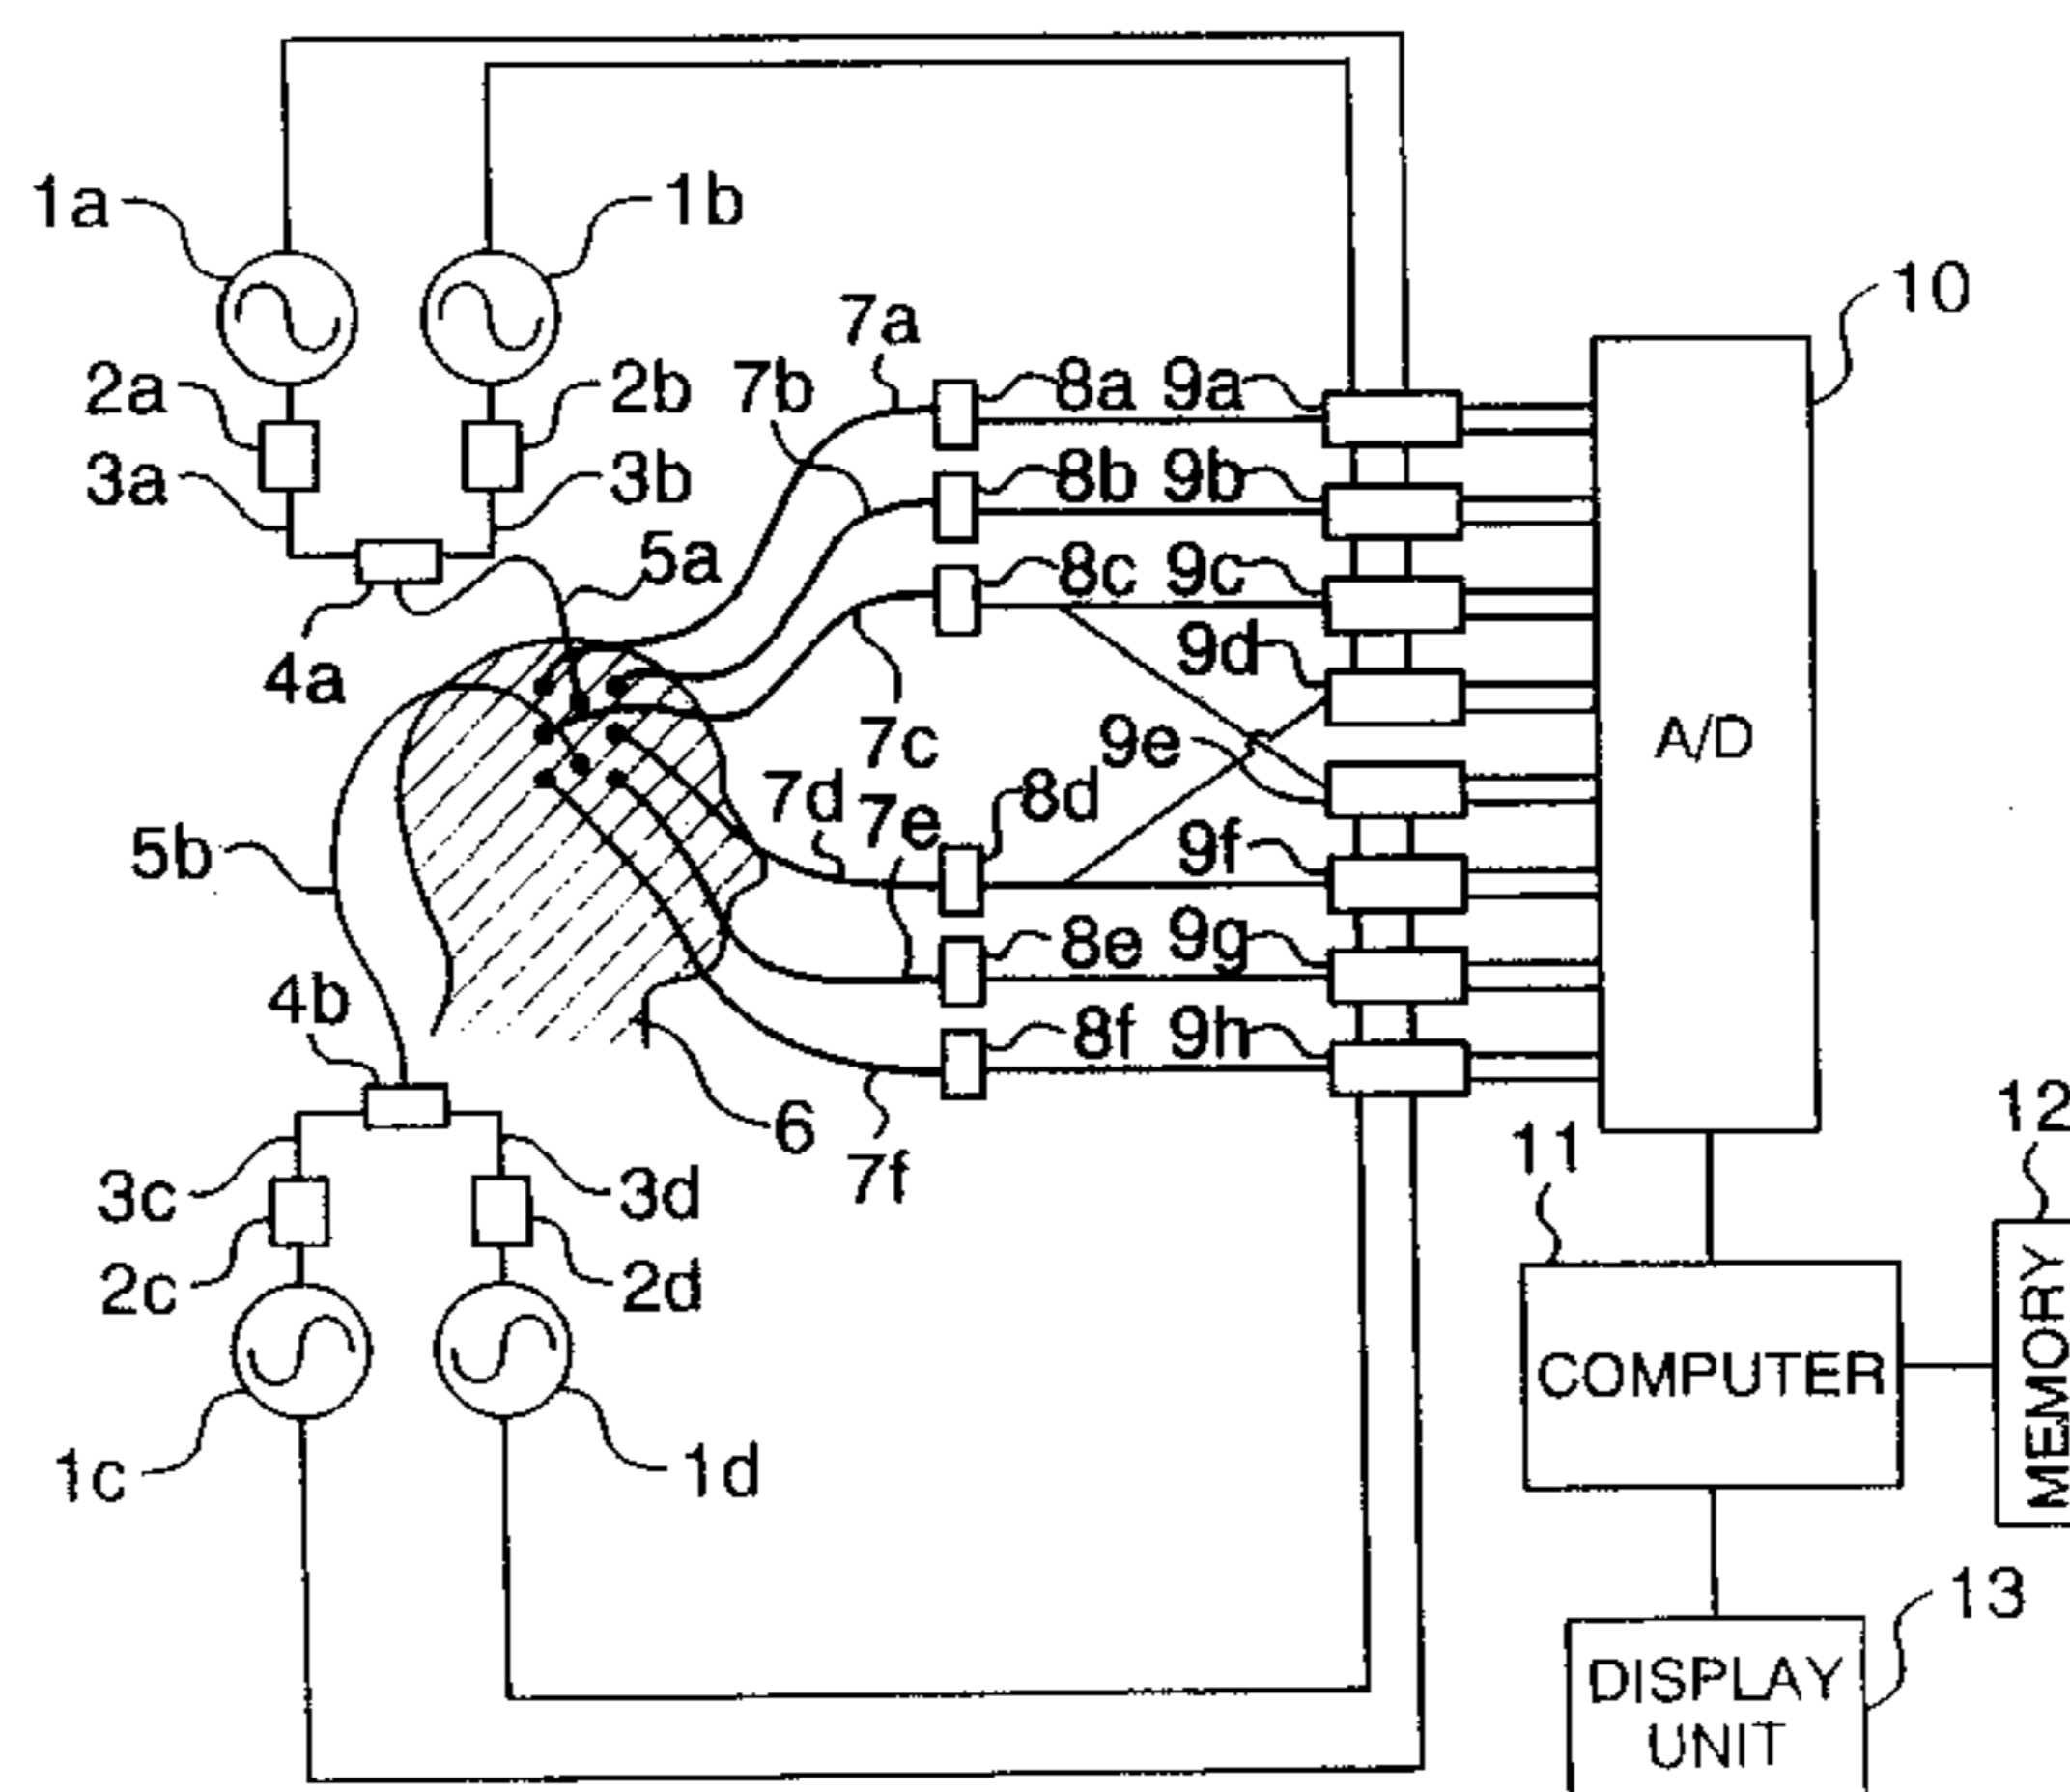 1a
1b
10
7a
2a
2b
7b
8a 9a
3a
3b
8b 9b
5a
8c 9c
4a
9d
7c
9e
A/D
7d
7e
8d
5b
9f
4b
8e 9g
8f 9h
6
12
11
7f
3c
3d
2c
2d
COMPUTER
MEMORY
1c
1d
13
DISPLAY
UNIT